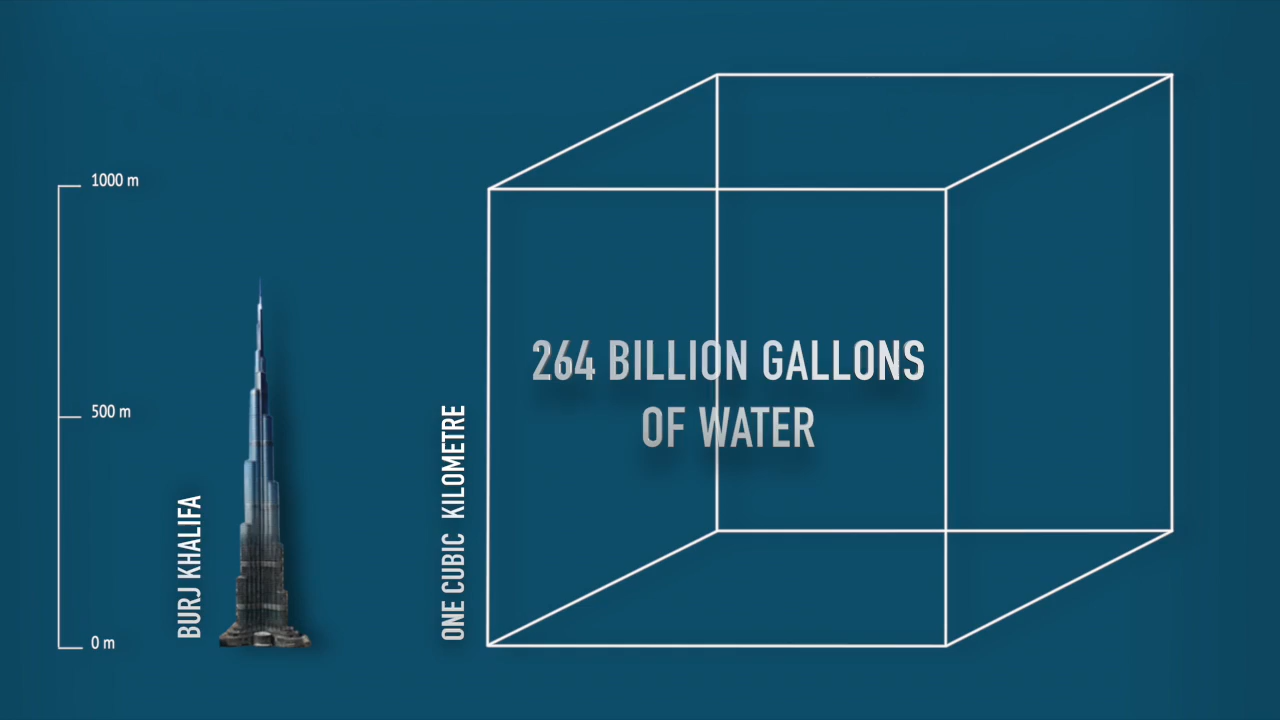 1000 m
500 m
0 m
BURJ KHALIFA
ONE CUBIC KILOMETRE
264 BILLION GALLONS
OF WATER